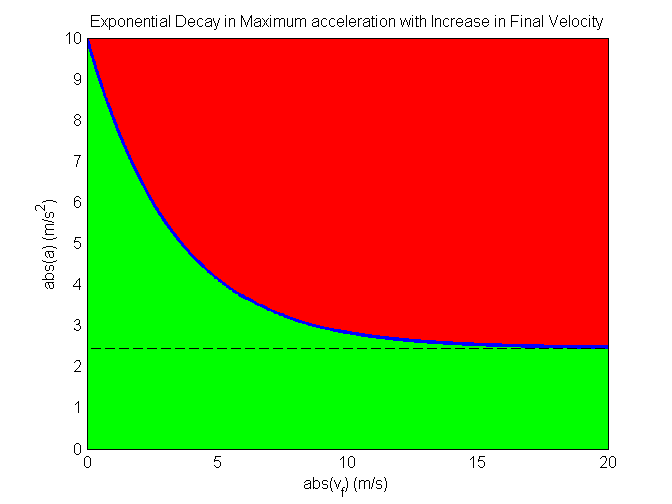 Exponential Decay in Maximum acceleration with Increase in Final Velocity
10
9
8
7
6
5
4
3
2
1
0
abs(a) (m/s²)
0 5 10 15 20
abs(v_f) (m/s)